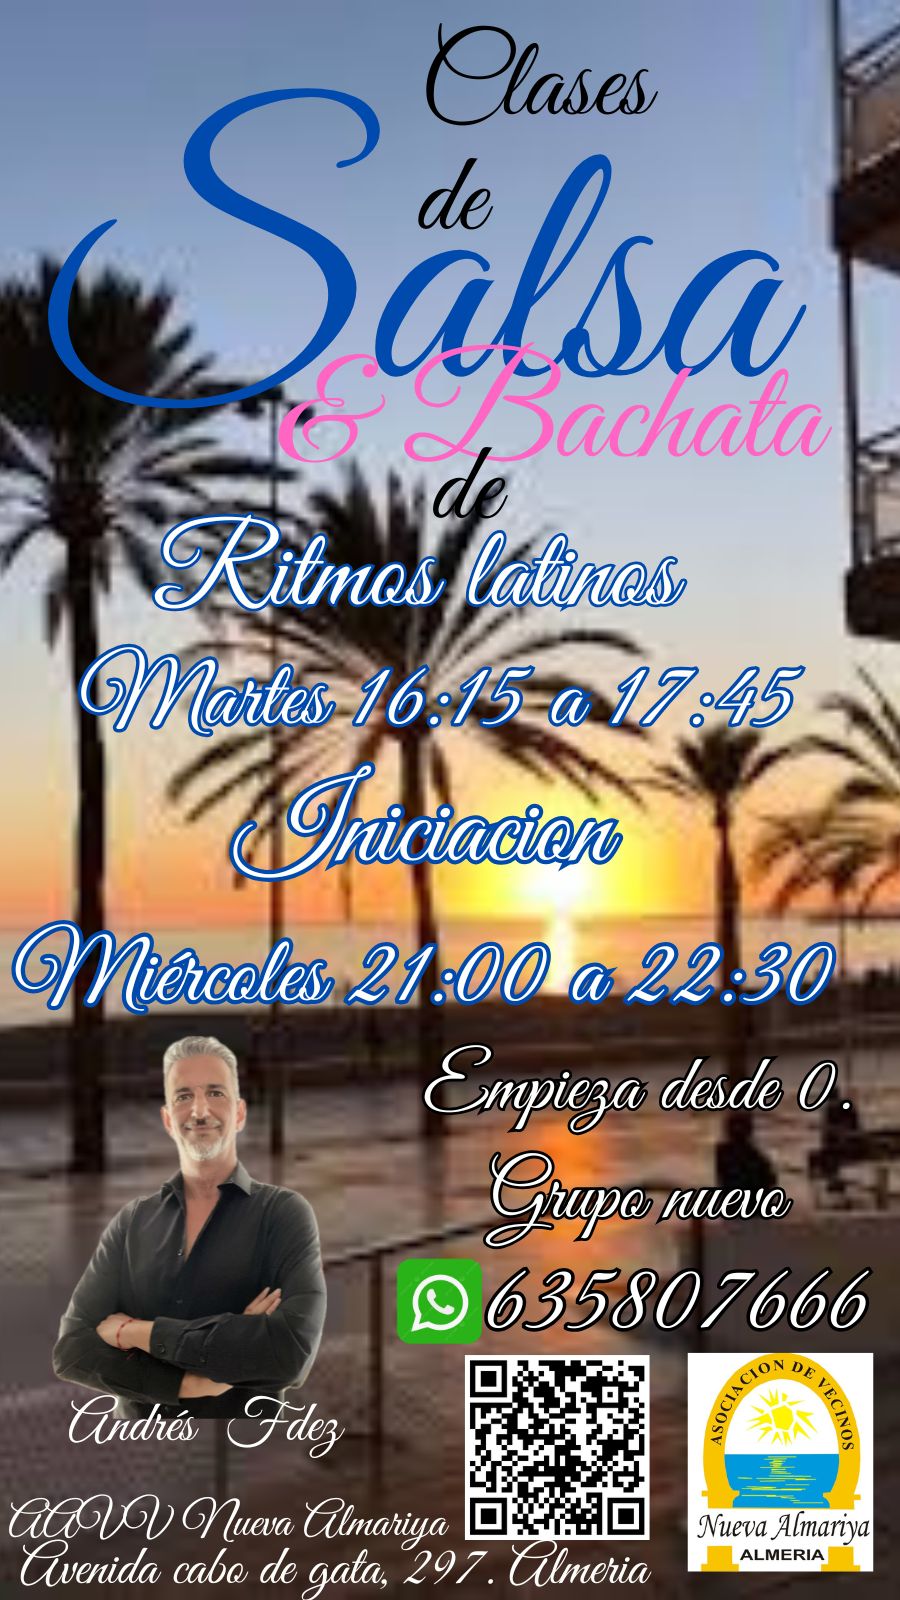 Clases
de
Salsa
& Bachata
de
Ritmos latinos
Martes 16:15 a 17:45
Iniciacion
Miércoles 21:00 a 22:30
Empieza desde 0.
Grupo nuevo
635807666
Andrés Fdez
ASOCIACION DE VECINOS
Nueva Almariya
ALMERIA
AAVV Nueva Almariya
Avenida cabo de gata, 297. Almeria